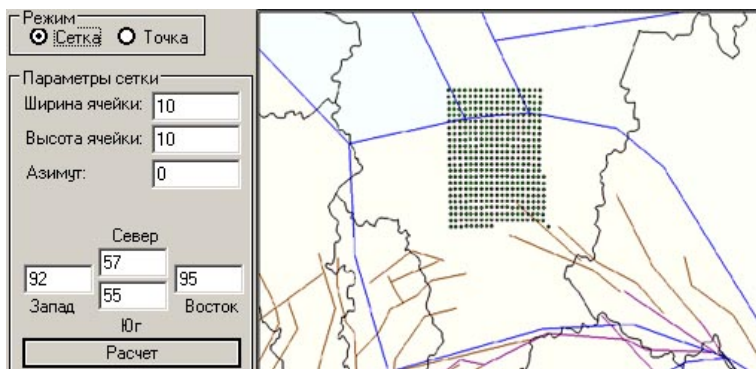 Режим
Сетка Точка
Параметры сетки
Ширина ячейки: 10
Высота ячейки: 10
Азимут: 0
Север
57
92 95
55
Запад Восток
Юг
Расчет